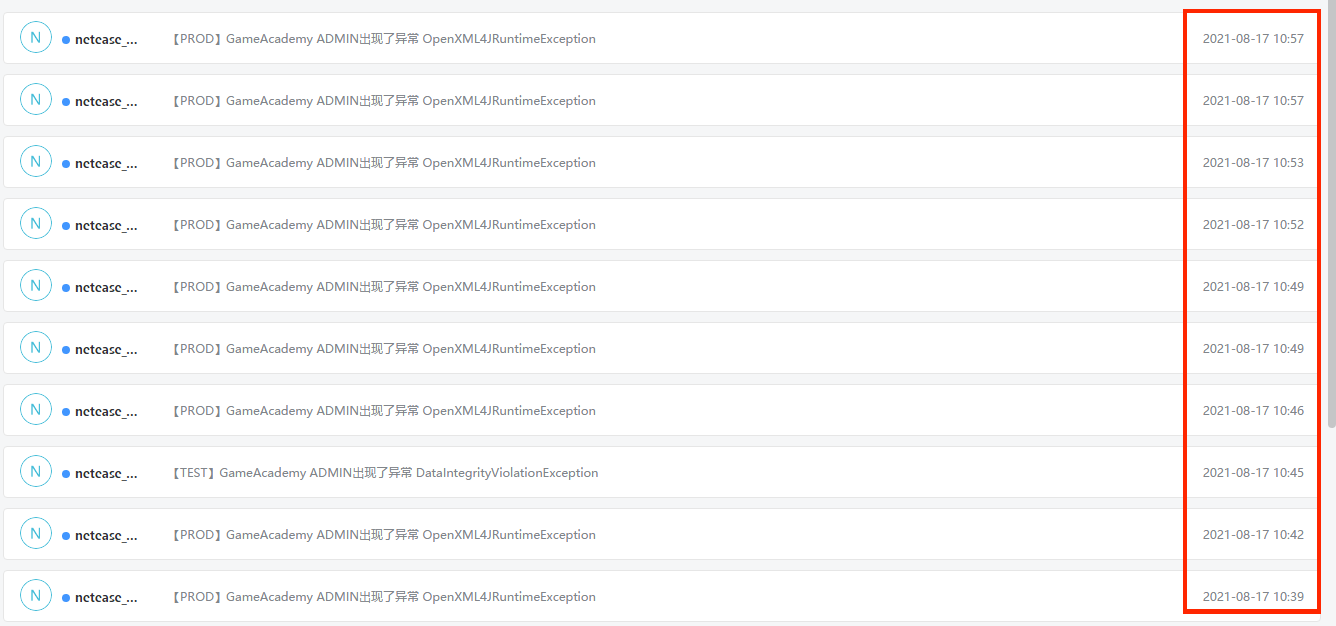 N netease_... 【PROD】GameAcademy ADMIN出现了异常 OpenXML4JRuntimeException 2021-08-17 10:57
N netease_... 【PROD】GameAcademy ADMIN出现了异常 OpenXML4JRuntimeException 2021-08-17 10:57
N netease_... 【PROD】GameAcademy ADMIN出现了异常 OpenXML4JRuntimeException 2021-08-17 10:53
N netease_... 【PROD】GameAcademy ADMIN出现了异常 OpenXML4JRuntimeException 2021-08-17 10:52
N netease_... 【PROD】GameAcademy ADMIN出现了异常 OpenXML4JRuntimeException 2021-08-17 10:49
N netease_... 【PROD】GameAcademy ADMIN出现了异常 OpenXML4JRuntimeException 2021-08-17 10:49
N netease_... 【PROD】GameAcademy ADMIN出现了异常 OpenXML4JRuntimeException 2021-08-17 10:46
N netease_... 【TEST】GameAcademy ADMIN出现了异常 DataIntegrityViolationException 2021-08-17 10:45
N netease_... 【PROD】GameAcademy ADMIN出现了异常 OpenXML4JRuntimeException 2021-08-17 10:42
N netease_... 【PROD】GameAcademy ADMIN出现了异常 OpenXML4JRuntimeException 2021-08-17 10:39